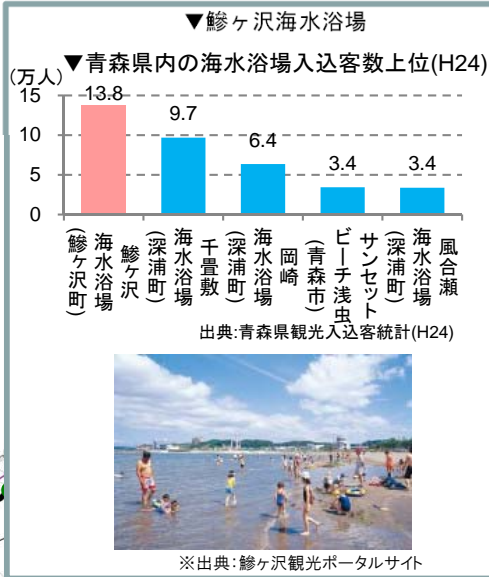 ▼鰺ヶ沢海水浴場
▼青森県内の海水浴場入込客数上位(H24)
(万人)
15
10
5
0
13.8
9.7
6.4
3.4
3.4
鰺ヶ沢
海水浴場
(鰺ヶ沢町)
千畳敷
海水浴場
(深浦町)
岡崎
海水浴場
(深浦町)
サンセット
ビーチ浅虫
(青森市)
風合瀬
海水浴場
(深浦町)
出典:青森県観光入込客統計(H24)
※出典:鰺ヶ沢観光ポータルサイト